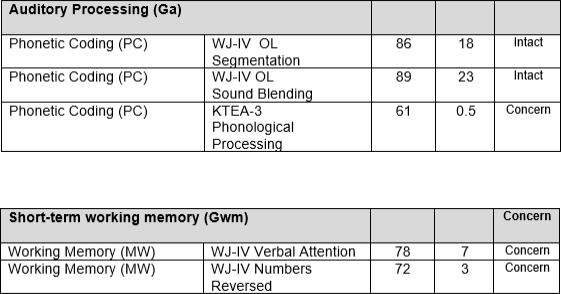 Auditory Processing (Ga)
Phonetic Coding (PC) WJ-IV OL Segmentation 86 18 Intact
Phonetic Coding (PC) WJ-IV OL Sound Blending 89 23 Intact
Phonetic Coding (PC) KTEA-3 Phonological Processing 61 0.5 Concern
Short-term working memory (Gwm) Concern
Working Memory (MW) WJ-IV Verbal Attention 78 7 Concern
Working Memory (MW) WJ-IV Numbers Reversed 72 3 Concern